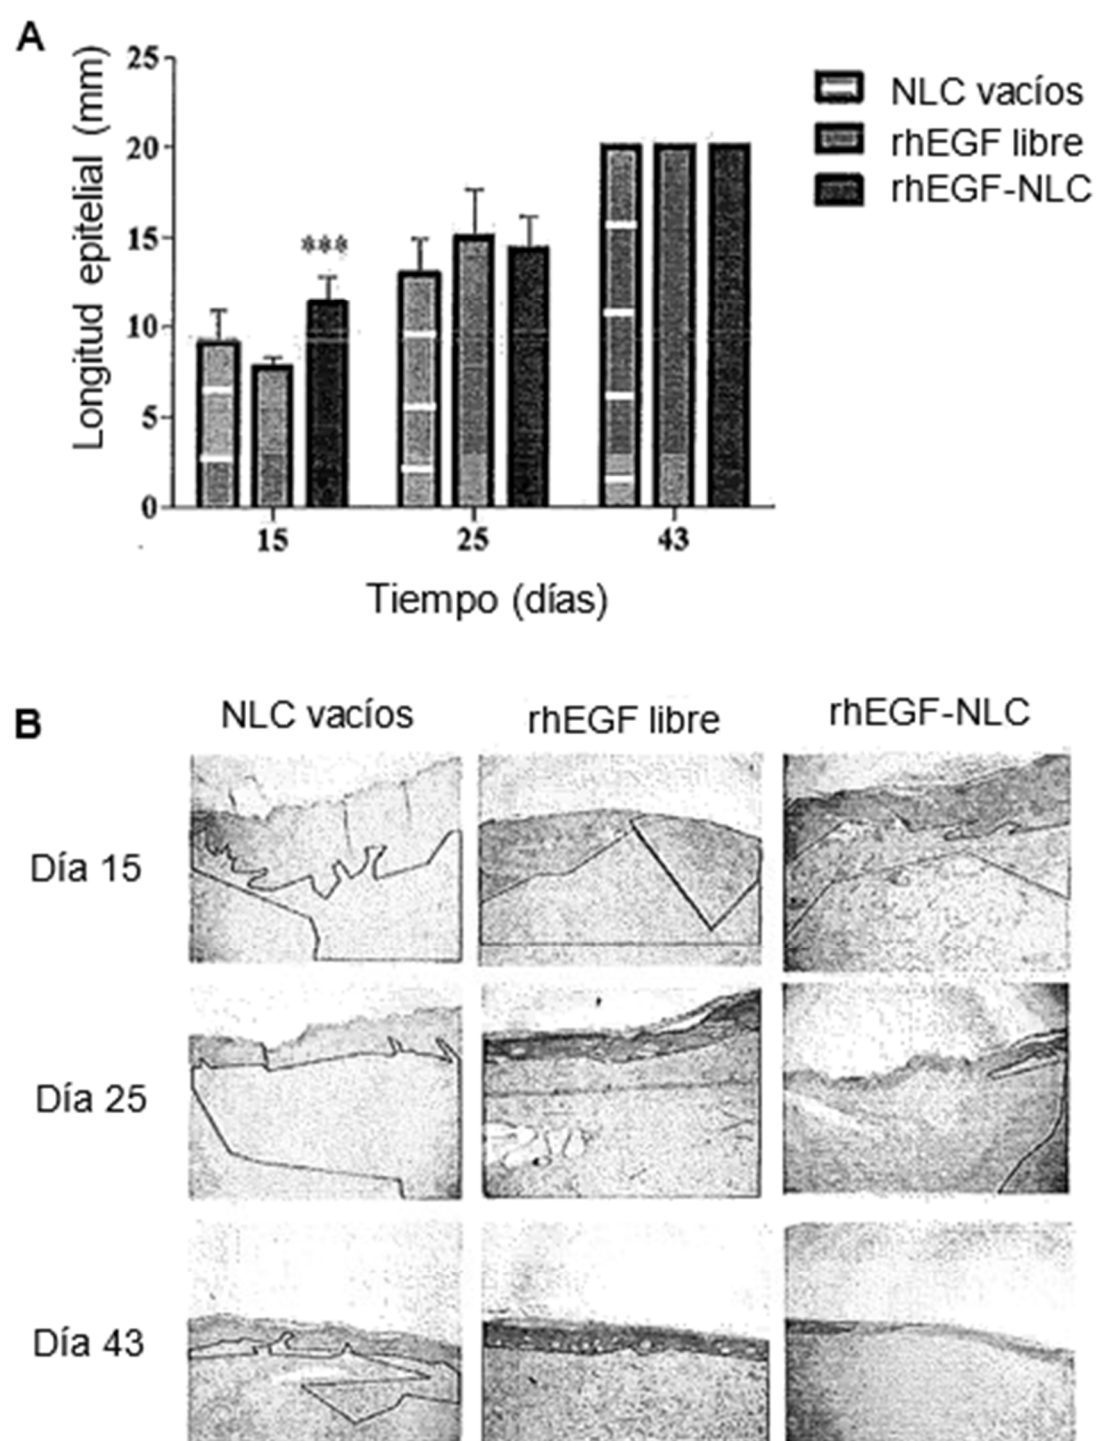 A
Longitud epitelial (mm)
25
20
15
10
5
0
***
15
25
43
Tiempo (días)
NLC vacíos
rhEGF libre
rhEGF-NLC
B
NLC vacíos
rhEGF libre
rhEGF-NLC
Día 15
Día 25
Día 43